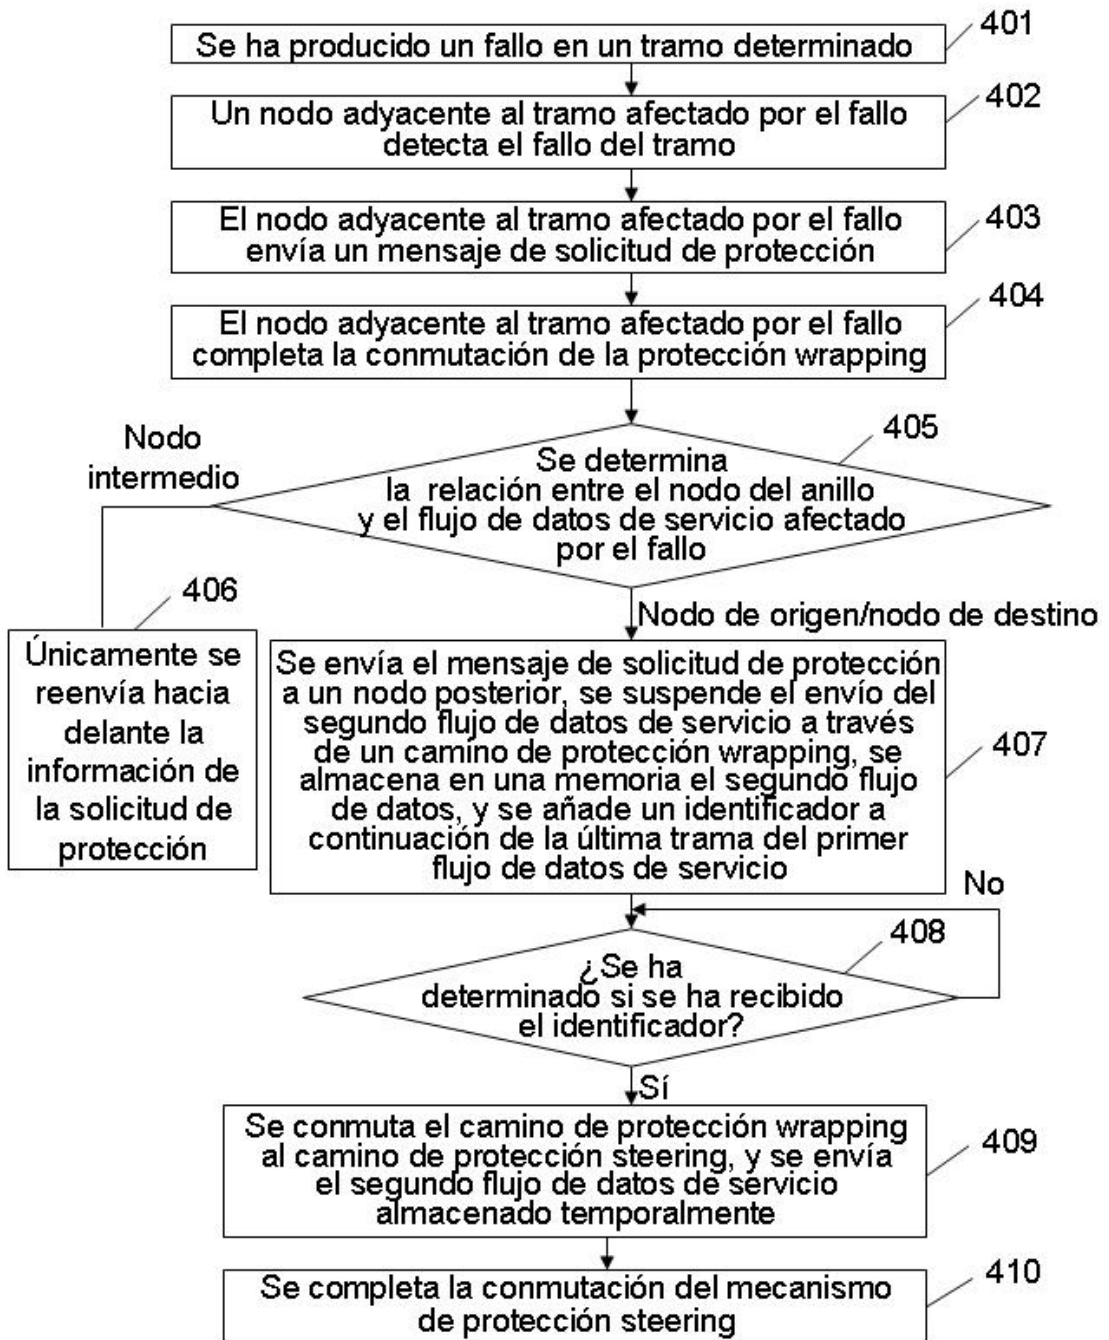 401
Se ha producido un fallo en un tramo determinado
402
Un nodo adyacente al tramo afectado por el fallo
detecta el fallo del tramo
403
El nodo adyacente al tramo afectado por el fallo
envía un mensaje de solicitud de protección
404
El nodo adyacente al tramo afectado por el fallo
completa la conmutación de la protección wrapping
405
Se determina
la relación entre el nodo del anillo
y el flujo de datos de servicio afectado
por el fallo
Nodo
intermedio
406
Únicamente se
reenvía hacia
delante la
información de
la solicitud de
protección
Nodo de origen/nodo de destino
Se envía el mensaje de solicitud de protección
a un nodo posterior, se suspende el envío del
segundo flujo de datos de servicio a través
de un camino de protección wrapping, se
almacena en una memoria el segundo flujo
de datos, y se añade un identificador a
continuación de la última trama del primer
flujo de datos de servicio
407
No
408
¿Se ha
determinado si se ha recibido
el identificador?
Sí
Se conmuta el camino de protección wrapping
al camino de protección steering, y se envía
el segundo flujo de datos de servicio
almacenado temporalmente
409
Se completa la conmutación del mecanismo
de protección steering
410